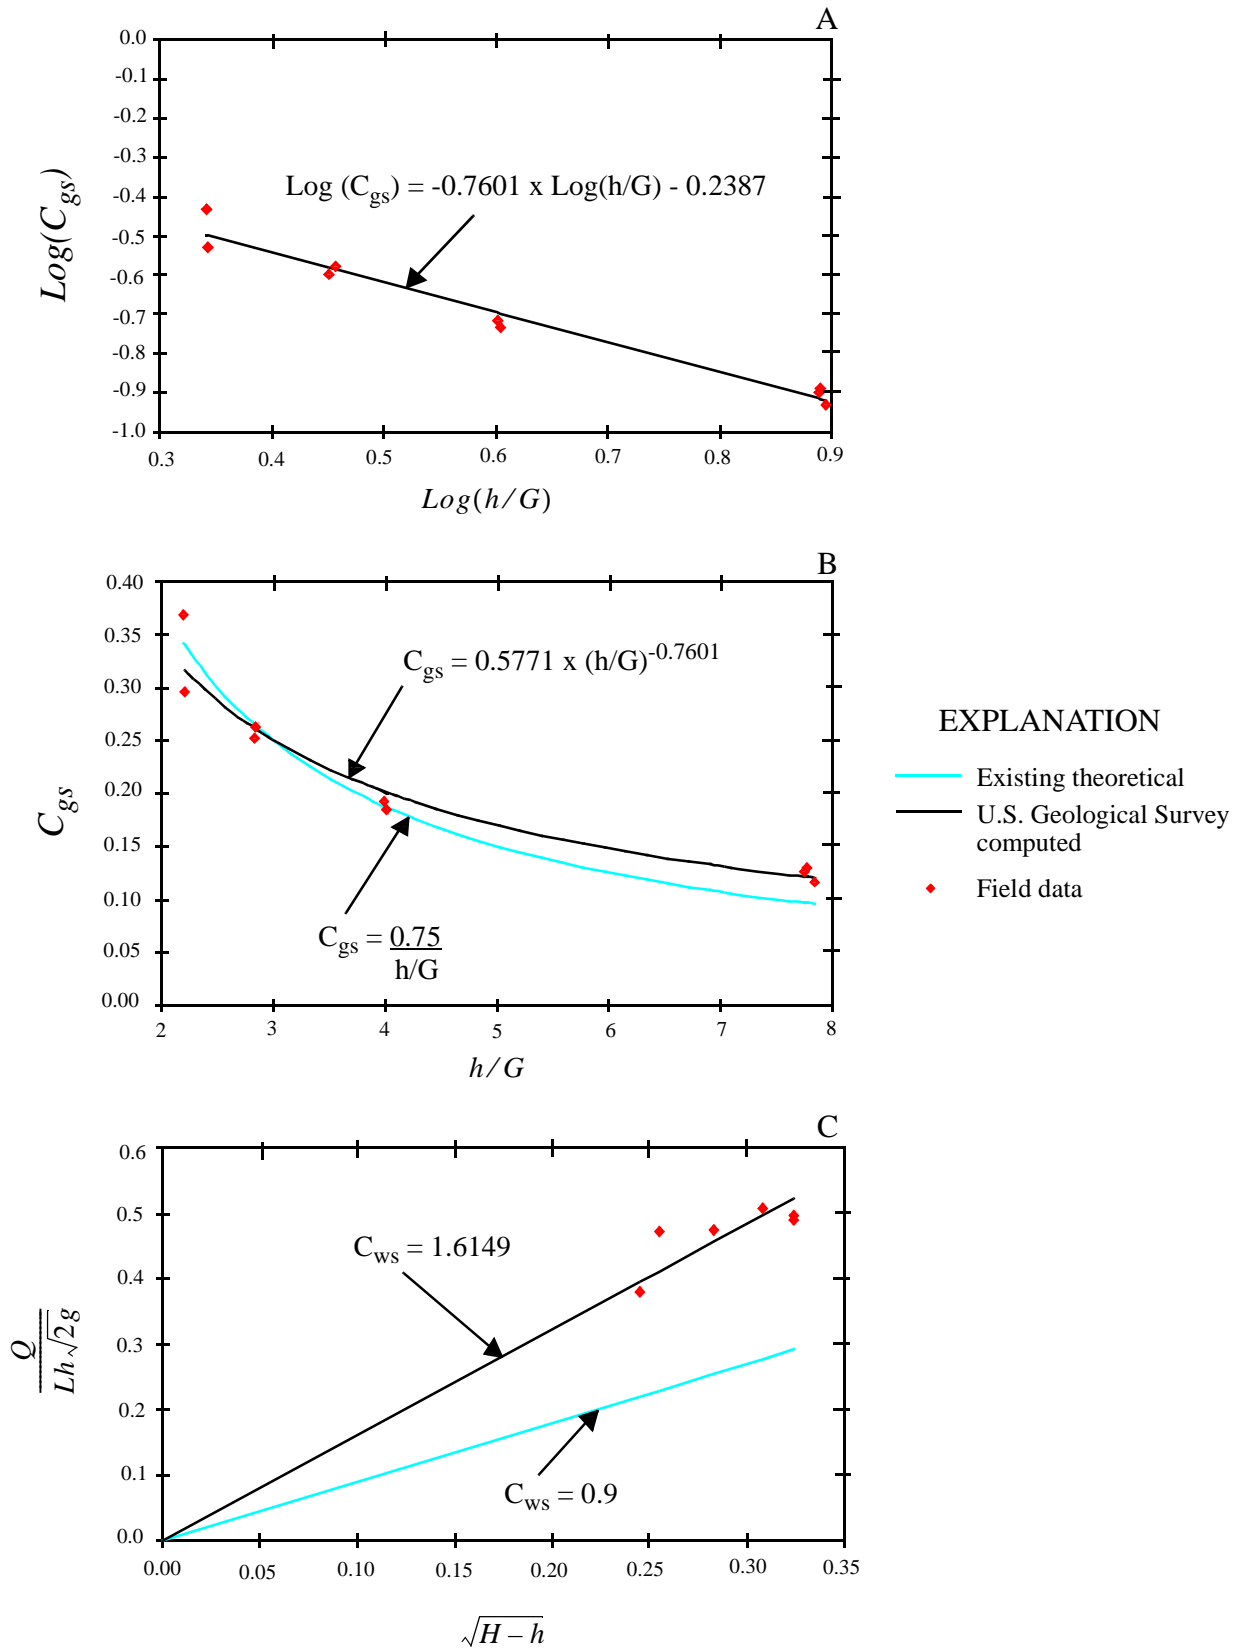 A
0.0
-0.1
-0.2
-0.3
-0.4
-0.5
-0.6
-0.7
-0.8
-0.9
-1.0
Log(C_gs)
Log (C_gs) = -0.7601 x Log(h/G) - 0.2387
0.3 0.4 0.5 0.6 0.7 0.8 0.9
Log(h/G)
B
0.40
0.35
0.30
0.25
0.20
0.15
0.10
0.05
0.00
C_gs
C_gs = 0.5771 x (h/G)^-0.7601
C_gs = 0.75
h/G
2 3 4 5 6 7 8
h/G
EXPLANATION
Existing theoretical
U.S. Geological Survey
computed
Field data
C
0.6
0.5
0.4
0.3
0.2
0.1
0.0
Q
Lh√2g
C_ws = 1.6149
C_ws = 0.9
0.00 0.05 0.10 0.15 0.20 0.25 0.30 0.35
√H – h